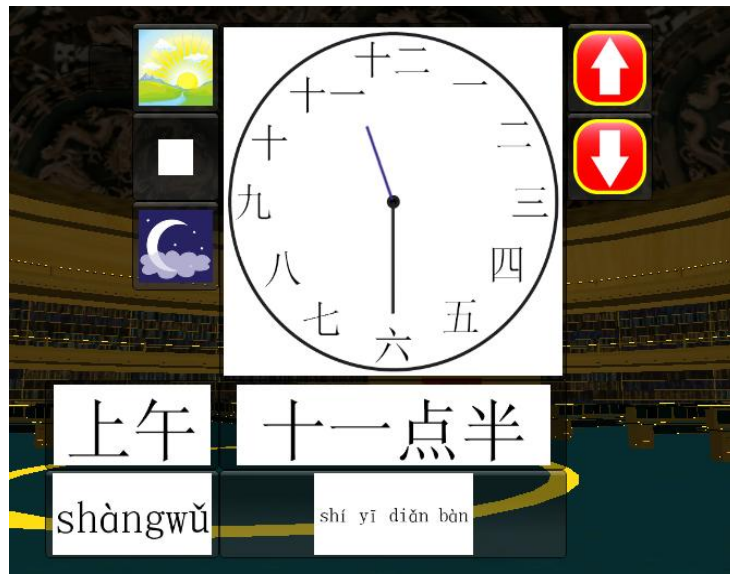 十二
一
二
三
四
五
六
七
八
九
十
十一
上午
十一点半
shàngwǔ
shí yī diǎn bàn